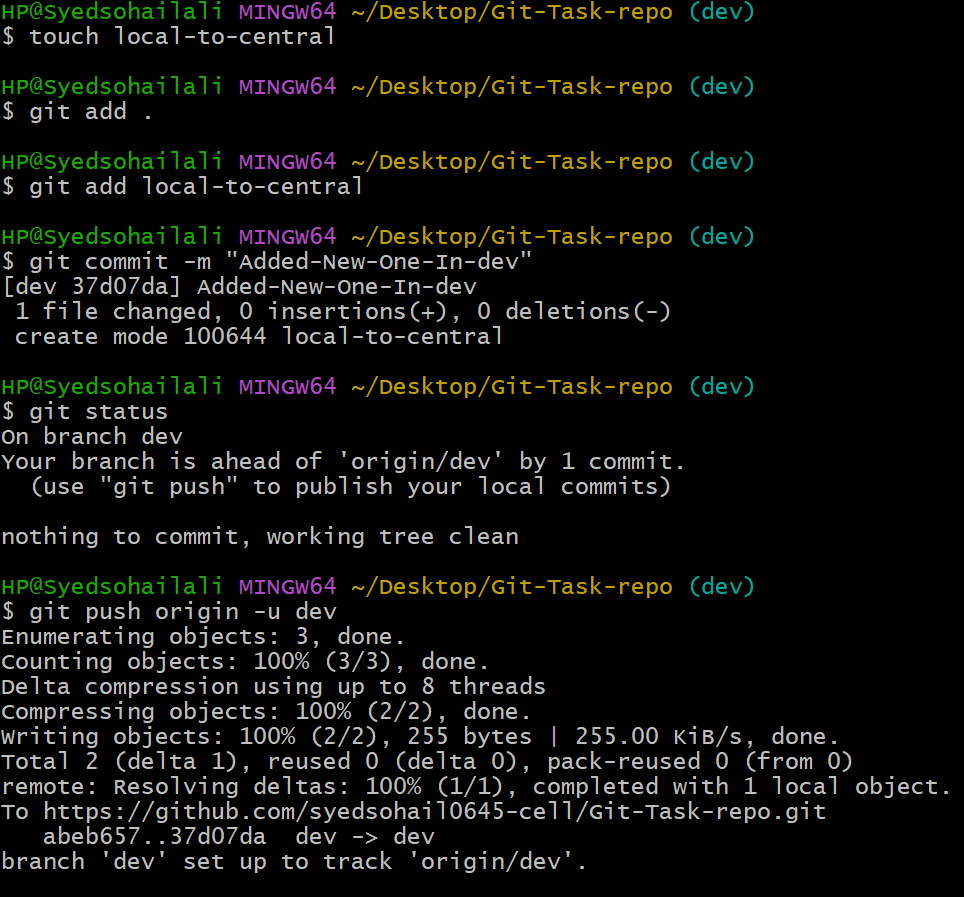 HP@Syedsohailali MINGW64 ~/Desktop/Git-Task-repo (dev)
$ touch local-to-central

HP@Syedsohailali MINGW64 ~/Desktop/Git-Task-repo (dev)
$ git add .

HP@Syedsohailali MINGW64 ~/Desktop/Git-Task-repo (dev)
$ git add local-to-central

HP@Syedsohailali MINGW64 ~/Desktop/Git-Task-repo (dev)
$ git commit -m "Added-New-One-In-dev"
[dev 37d07da] Added-New-One-In-dev
 1 file changed, 0 insertions(+), 0 deletions(-)
 create mode 100644 local-to-central

HP@Syedsohailali MINGW64 ~/Desktop/Git-Task-repo (dev)
$ git status
On branch dev
Your branch is ahead of 'origin/dev' by 1 commit.
  (use "git push" to publish your local commits)

nothing to commit, working tree clean

HP@Syedsohailali MINGW64 ~/Desktop/Git-Task-repo (dev)
$ git push origin -u dev
Enumerating objects: 3, done.
Counting objects: 100% (3/3), done.
Delta compression using up to 8 threads
Compressing objects: 100% (2/2), done.
Writing objects: 100% (2/2), 255 bytes | 255.00 KiB/s, done.
Total 2 (delta 1), reused 0 (delta 0), pack-reused 0 (from 0)
remote: Resolving deltas: 100% (1/1), completed with 1 local object.
To https://github.com/syedsohail0645-cell/Git-Task-repo.git
   abeb657..37d07da  dev -> dev
branch 'dev' set up to track 'origin/dev'.